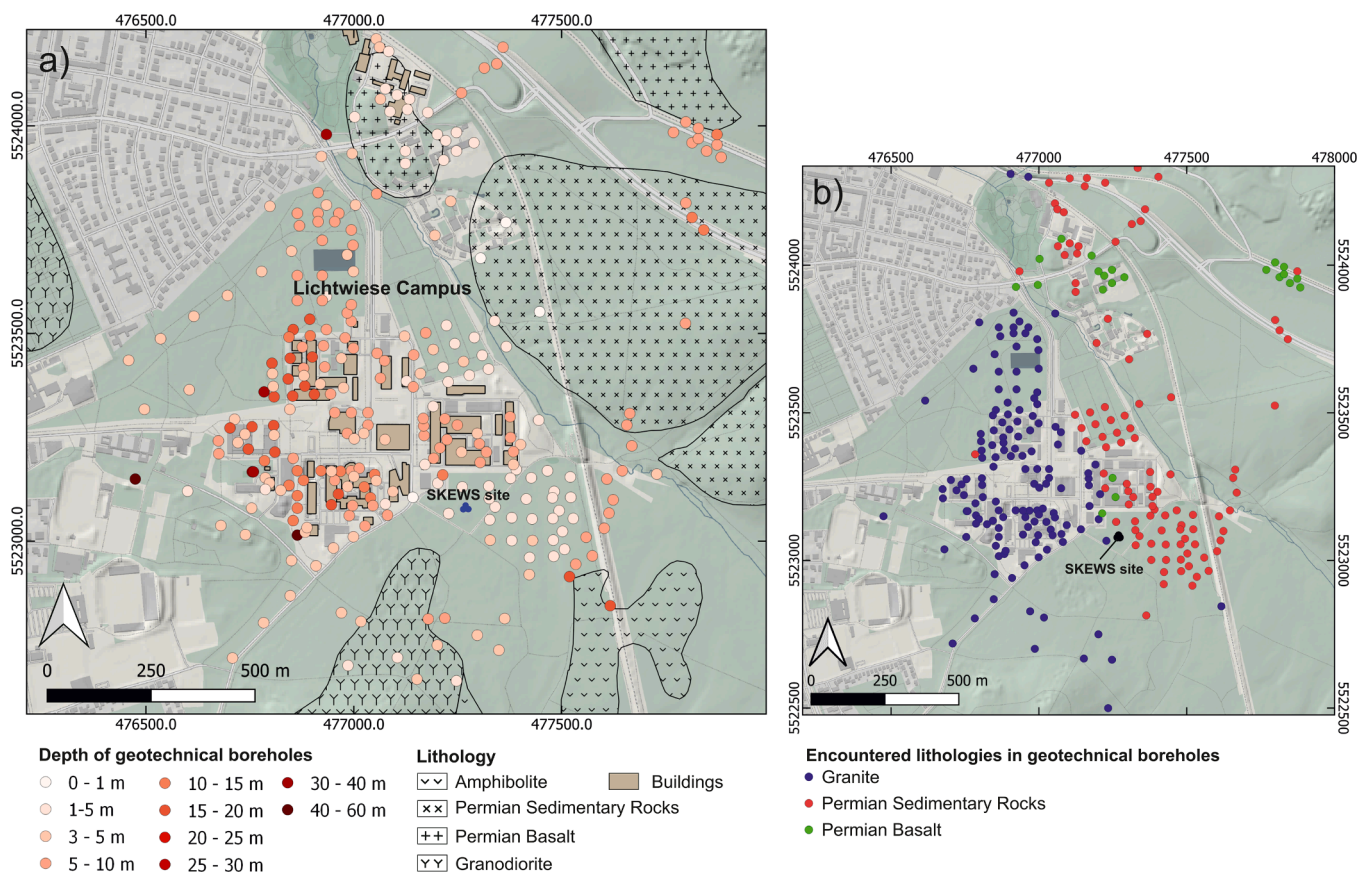 476500.0 477000.0 477500.0
a)
5524000.0
5523500.0
5523000.0
Lichtwiese Campus
SKEWS site
0 250 500 m
476500.0 477000.0 477500.0
476500 477000 477500 478000
b)
5524000
5523500
5523000
5522500
SKEWS site
0 250 500 m
5524000
5523500
5523000
5522500
476500 477000 477500
Depth of geotechnical boreholes
0 - 1 m
1-5 m
3 - 5 m
5 - 10 m
10 - 15 m
15 - 20 m
20 - 25 m
25 - 30 m
30 - 40 m
40 - 60 m
Lithology
Amphibolite
Permian Sedimentary Rocks
Permian Basalt
Granodiorite
Buildings
Encountered lithologies in geotechnical boreholes
Granite
Permian Sedimentary Rocks
Permian Basalt